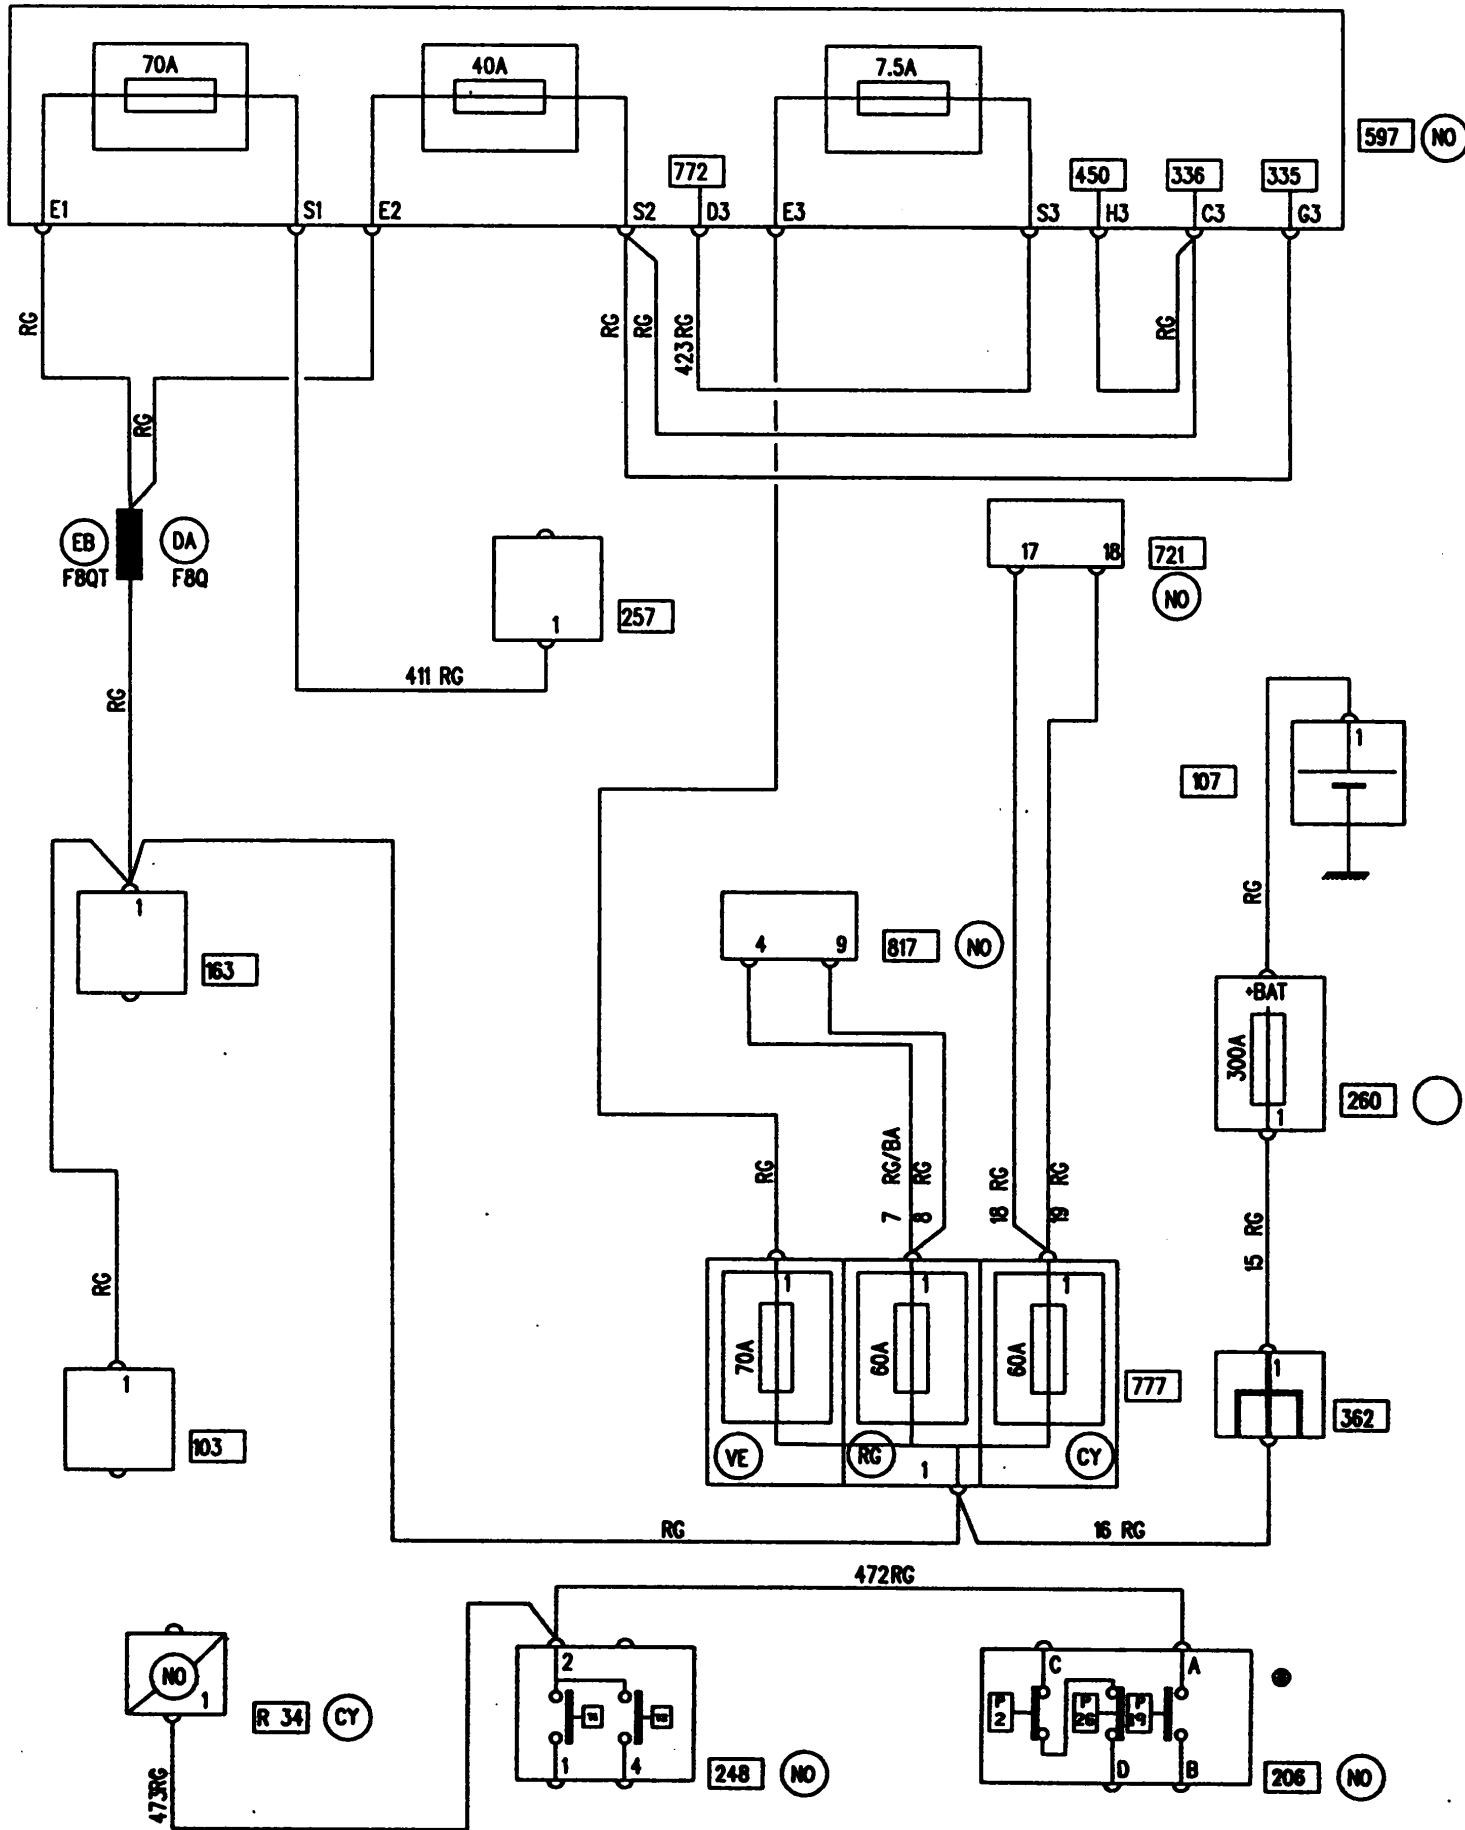 70A
40A
7.5A
597 NO
772
450
336
335
E1
S1
E2
S2
D3
E3
S3
H3
C3
G3
RG
RG
RG
423 RG
RG
RG
EB
DA
F8QT
F8Q
17
18
721
NO
1
257
411 RG
RG
1
107
RG
1
163
4
9
817
NO
+BAT
300A
1
260
RG
7 RG/BA
8 RG
18 RG
19 RG
15 RG
RG
1
1
1
70A
60A
60A
777
1
362
1
103
VE
RG
1
CY
RG
16 RG
472RG
NO
1
R 34
CY
473RG
2
1
4
248
NO
C
A
P 2
P 26
P 19
D
B
206
NO